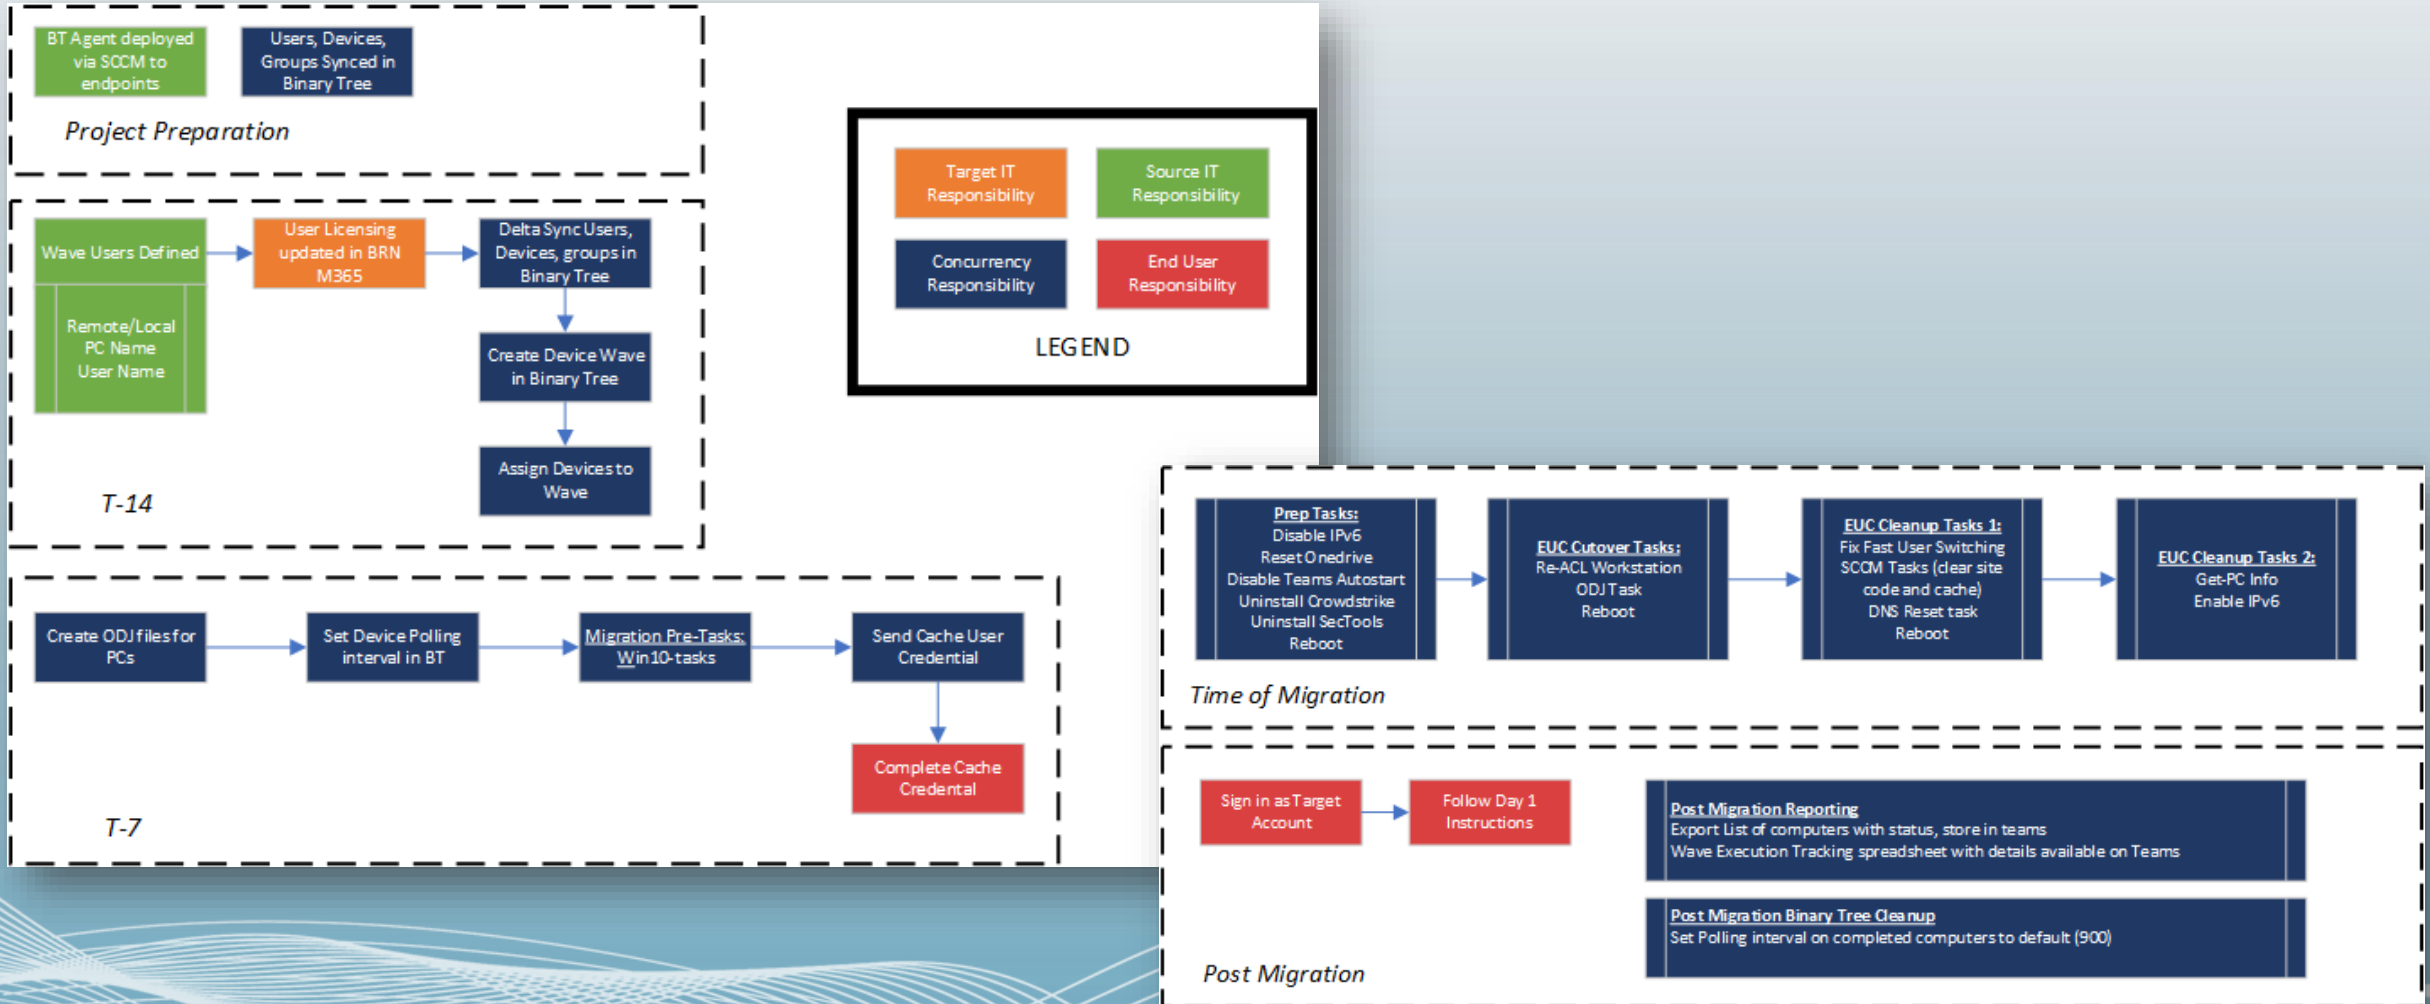 BT Agent deployed
via SCCM to
endpoints
Users, Devices,
Groups Synced in
Binary Tree
Project Preparation
Wave Users Defined
Remote/Local
PC Name
User Name
User Licensing
updated in BRN
M365
Delta Sync Users,
Devices, groups in
Binary Tree
Create Device Wave
in Binary Tree
Assign Devices to
Wave
T-14
Target IT
Responsibility
Source IT
Responsibility
Concurrency
Responsibility
End User
Responsibility
LEGEND
Create ODJ files for
PCs
Set Device Polling
interval in BT
Migration Pre-Tasks:
Win10-tasks
Send Cache User
Credential
Complete Cache
Credental
T-7
Prep Tasks:
Disable IPv6
Reset Onedrive
Disable Teams Autostart
Uninstall Crowdstrike
Uninstall SecTools
Reboot
EUC Cutover Tasks:
Re-ACL Workstation
ODJ Task
Reboot
EUC Cleanup Tasks 1:
Fix Fast User Switching
SCCM Tasks (clear site
code and cache)
DNS Reset task
Reboot
EUC Cleanup Tasks 2:
Get-PC Info
Enable IPv6
Time of Migration
Sign in as Target
Account
Follow Day 1
Instructions
Post Migration Reporting
Export List of computers with status, store in teams
Wave Execution Tracking spreadsheet with details available on Teams
Post Migration Binary Tree Cleanup
Set Polling interval on completed computers to default (900)
Post Migration